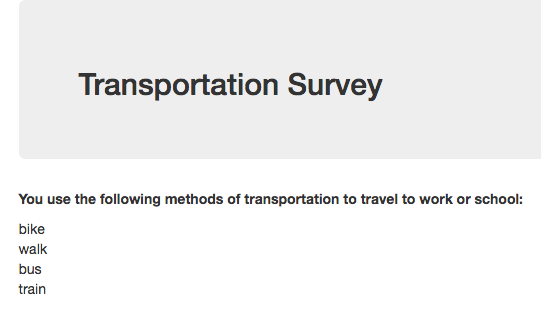 Transportation Survey
You use the following methods of transportation to travel to work or school:
bike
walk
bus
train